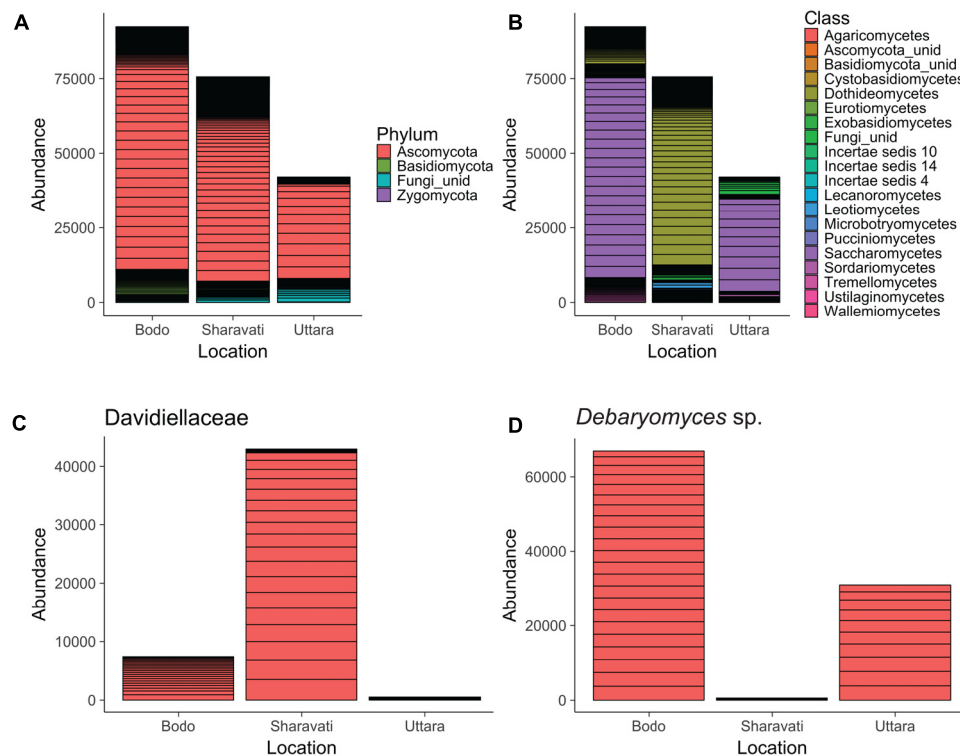 A
75000
50000
25000
0
Abundance
Bodo
Sharavati
Uttara
Location
Phylum
Ascomycota
Basidiomycota
Fungi_unid
Zygomycota
B
75000
50000
25000
0
Abundance
Bodo
Sharavati
Uttara
Location
Class
Agaricomycetes
Ascomycota_unid
Basidiomycota_unid
Cystobasidiomycetes
Dothideomycetes
Eurotiomycetes
Exobasidiomycetes
Fungi_unid
Incertae sedis 10
Incertae sedis 14
Incertae sedis 4
Lecanoromycetes
Leotiomycetes
Microbotryomycetes
Pucciniomycetes
Saccharomycetes
Sordariomycetes
Tremellomycetes
Ustilaginomycetes
Wallemiomycetes
C
Davidiellaceae
40000
30000
20000
10000
0
Abundance
Bodo
Sharavati
Uttara
Location
D
Debaryomyces sp.
60000
40000
20000
0
Abundance
Bodo
Sharavati
Uttara
Location